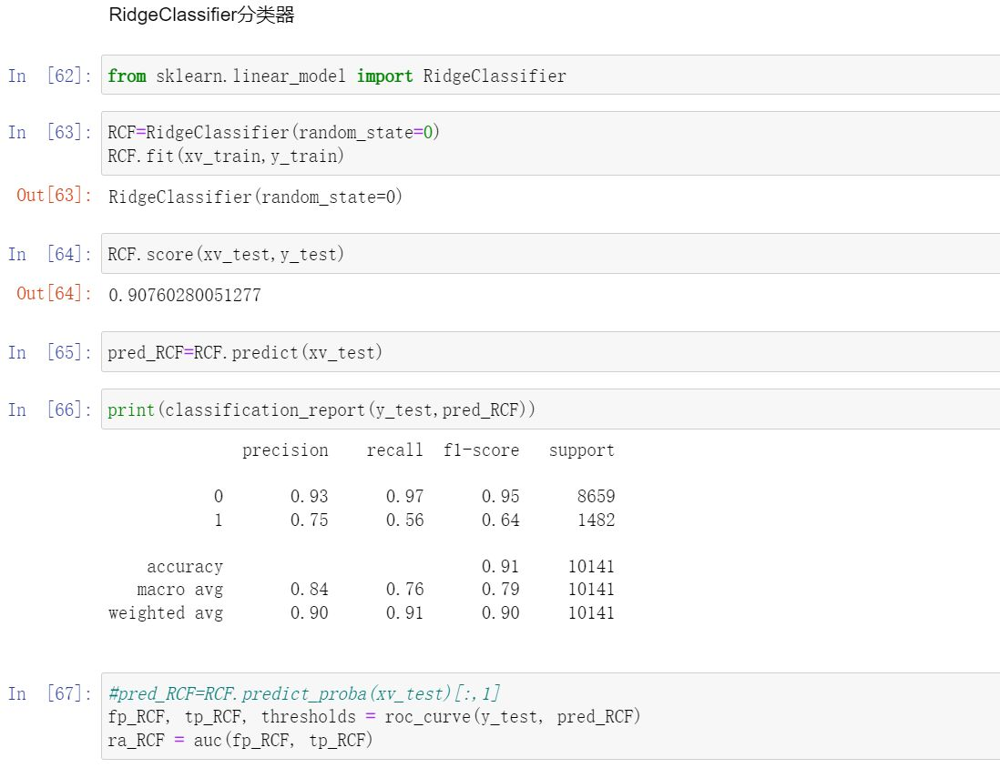 RidgeClassifier分类器
In [62]: from sklearn.linear_model import RidgeClassifier
In [63]: RCF=RidgeClassifier(random_state=0)
RCF.fit(xv_train,y_train)
Out[63]: RidgeClassifier(random_state=0)
In [64]: RCF.score(xv_test,y_test)
Out[64]: 0.90760280051277
In [65]: pred_RCF=RCF.predict(xv_test)
In [66]: print(classification_report(y_test,pred_RCF))
precision recall f1-score support
0 0.93 0.97 0.95 8659
1 0.75 0.56 0.64 1482
accuracy 0.91 10141
macro avg 0.84 0.76 0.79 10141
weighted avg 0.90 0.91 0.90 10141
In [67]: #pred_RCF=RCF.predict_proba(xv_test)[:,1]
fp_RCF, tp_RCF, thresholds = roc_curve(y_test, pred_RCF)
ra_RCF = auc(fp_RCF, tp_RCF)